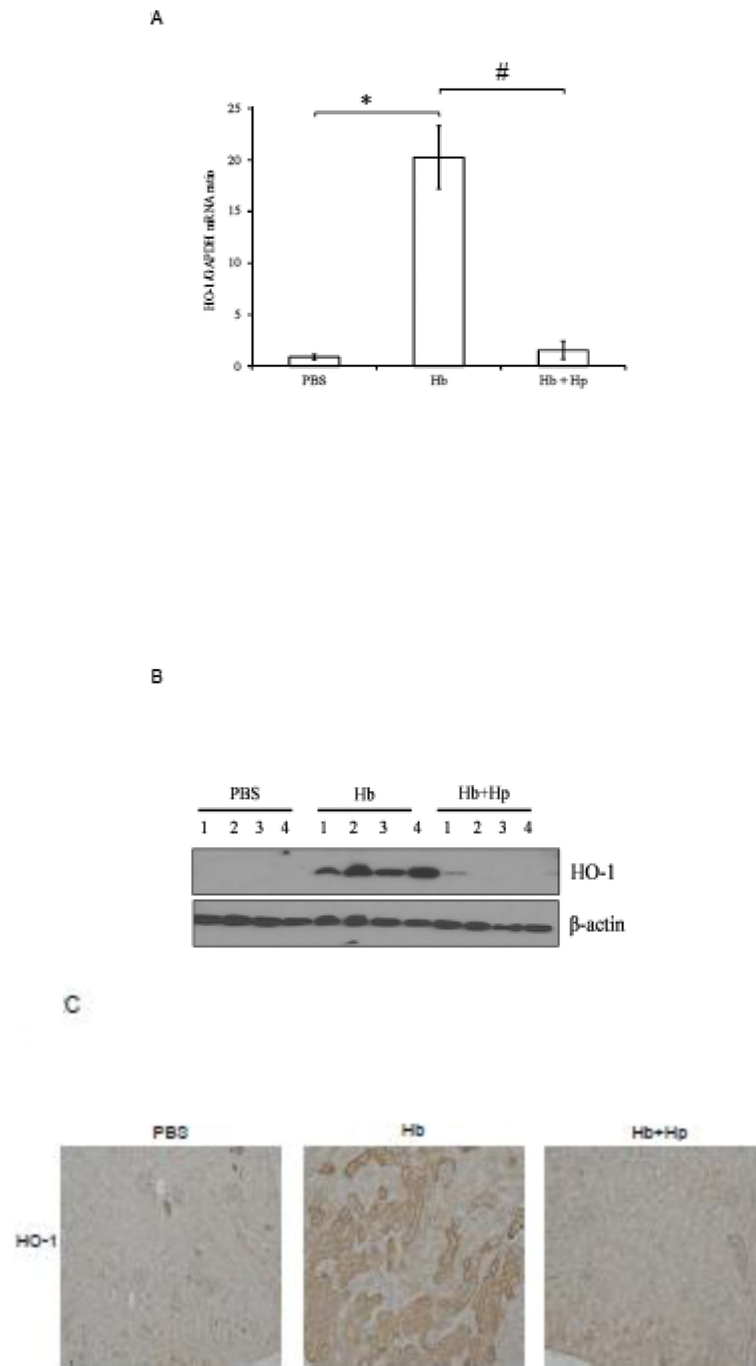 A
#
*
25
20
15
10
5
0
HO-1/GAPDH mRNA ratio
PBS Hb Hb + Hp
B
PBS Hb Hb+Hp
1 2 3 4 1 2 3 4 1 2 3 4
HO-1
β-actin
C
PBS Hb Hb+Hp
HO-1